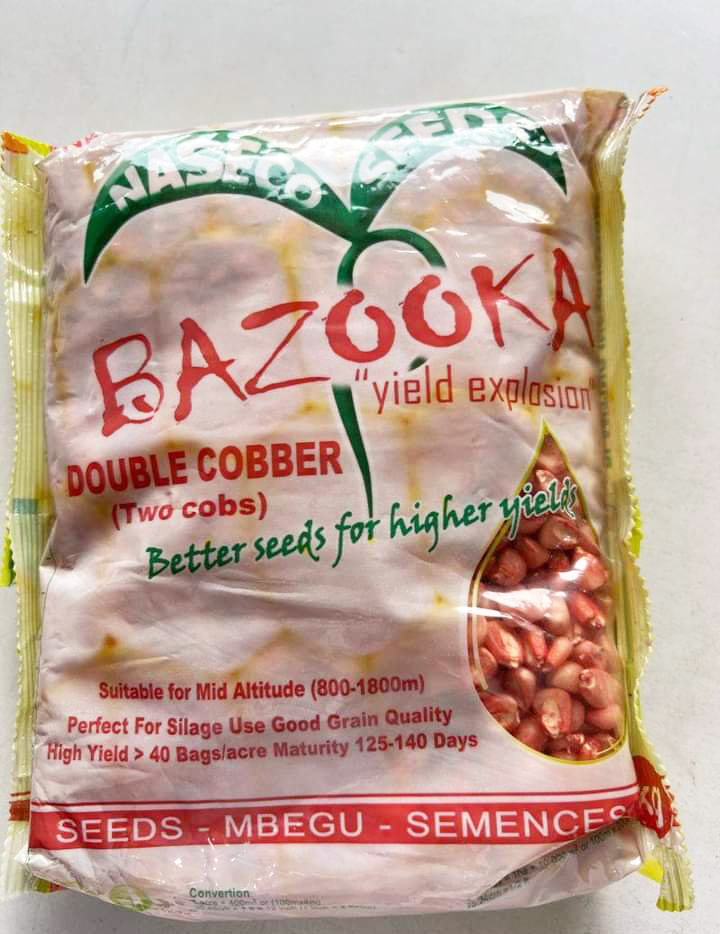 NASECO SEEDS
BAZOOKA
"yield explosion"
DOUBLE COBBER
(Two cobs)
Better seeds for higher yields
Suitable for Mid Altitude (800-1800m)
Perfect For Silage Use Good Grain Quality
High Yield > 40 Bags/acre Maturity 125-140 Days
SEEDS - MBEGU - SEMENCES
Convertion